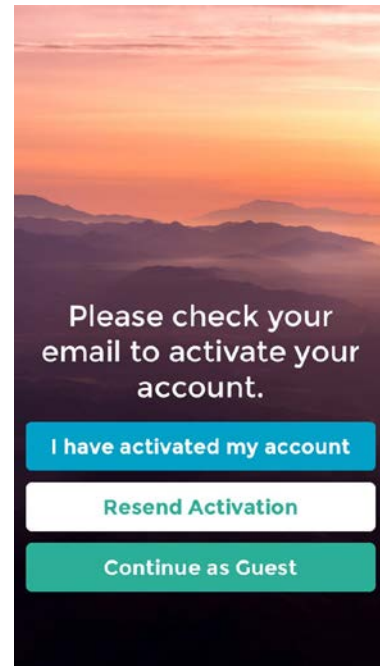 Please check your
email to activate your
account.
I have activated my account
Resend Activation
Continue as Guest